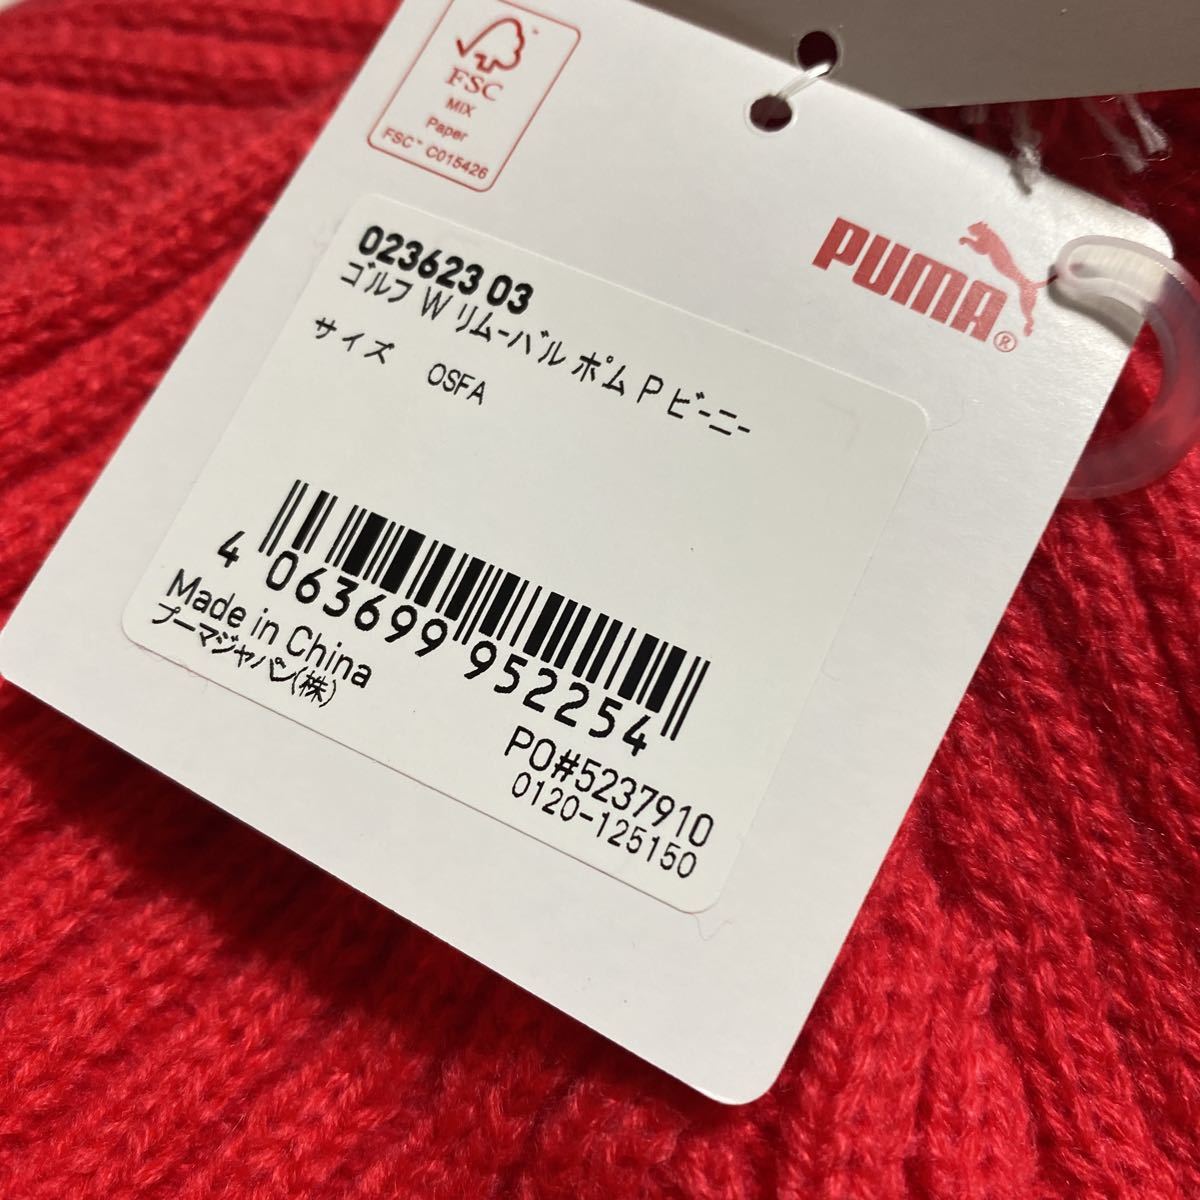 FSC
MIX
Paper
FSC™ C015426
PUMA®
023623 03
ゴルフ W リムーバル ポム P ビーニー
サイズ OSFA
4 063699 952254
Made in China
プーマジャパン(株)
PO#5237910
0120-125150